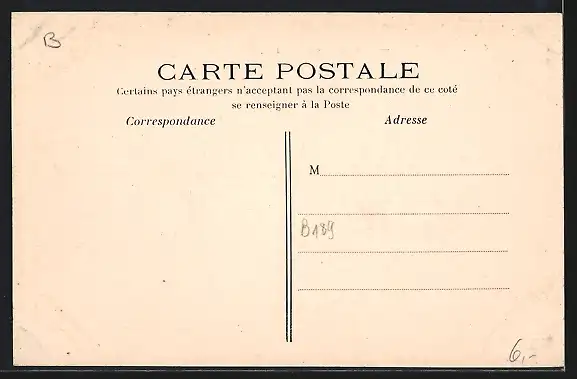 B
CARTE POSTALE
Certains pays étrangers n'acceptant pas la correspondance de ce coté
se renseigner à la Poste
Correspondance
Adresse
M
B189
6,-